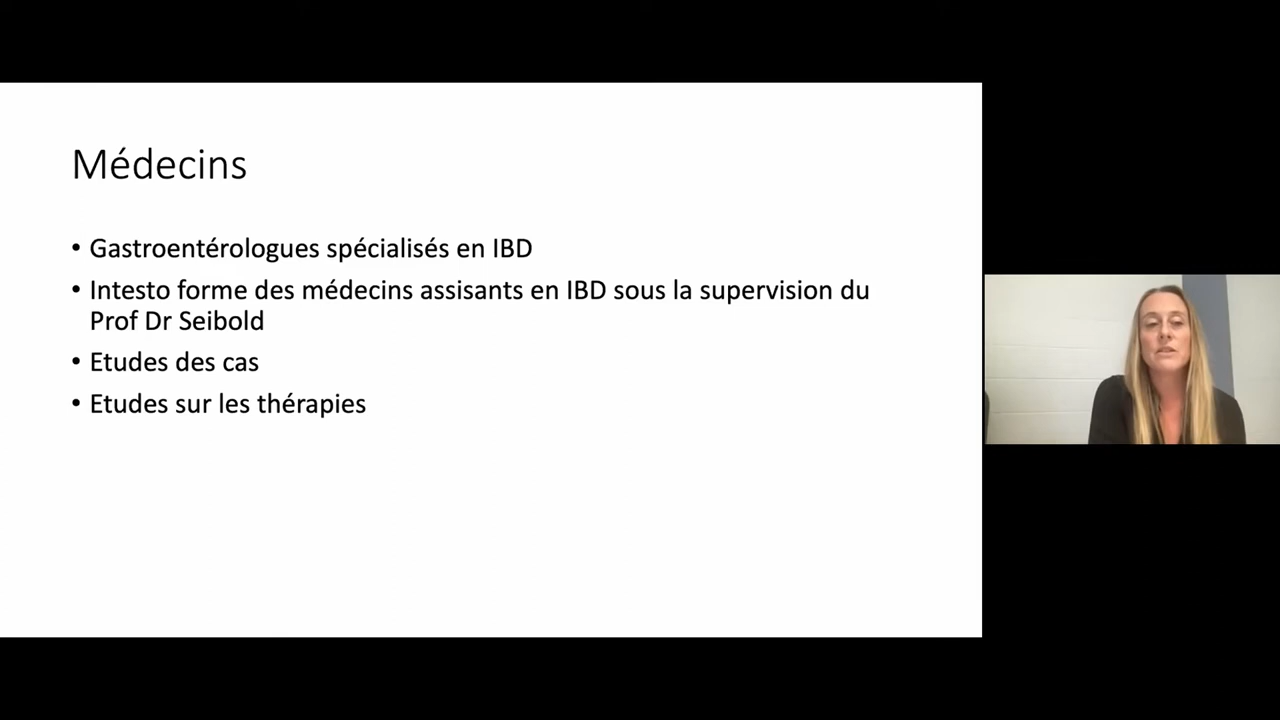 Médecins
• Gastroentérologues spécialisés en IBD
• Intesto forme des médecins assisants en IBD sous la supervision du
Prof Dr Seibold
• Etudes des cas
• Etudes sur les thérapies